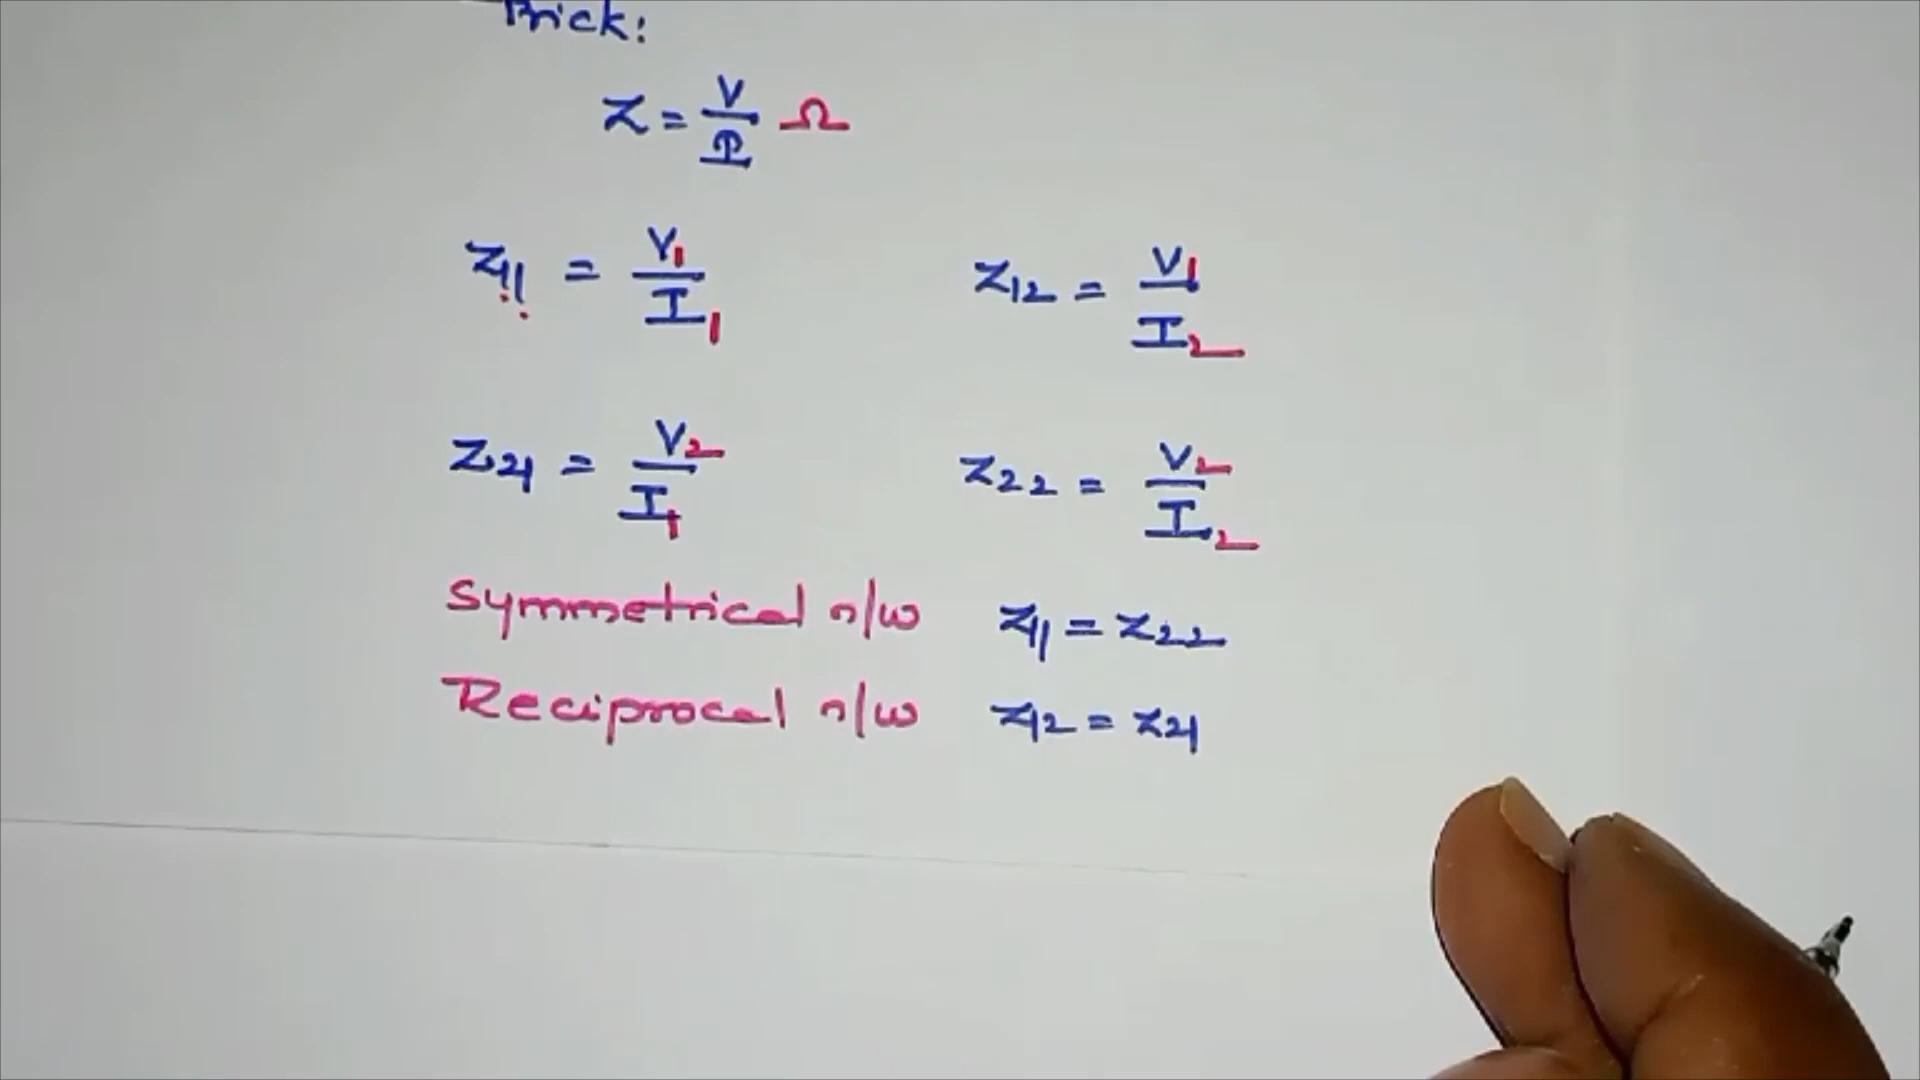 Trick:
Z = V/I Ω
Z11 = V1/I1
Z12 = V1/I2
Z21 = V2/I1
Z22 = V2/I2
Symmetrical n/w Z11 = Z22
Reciprocal n/w Z12 = Z21